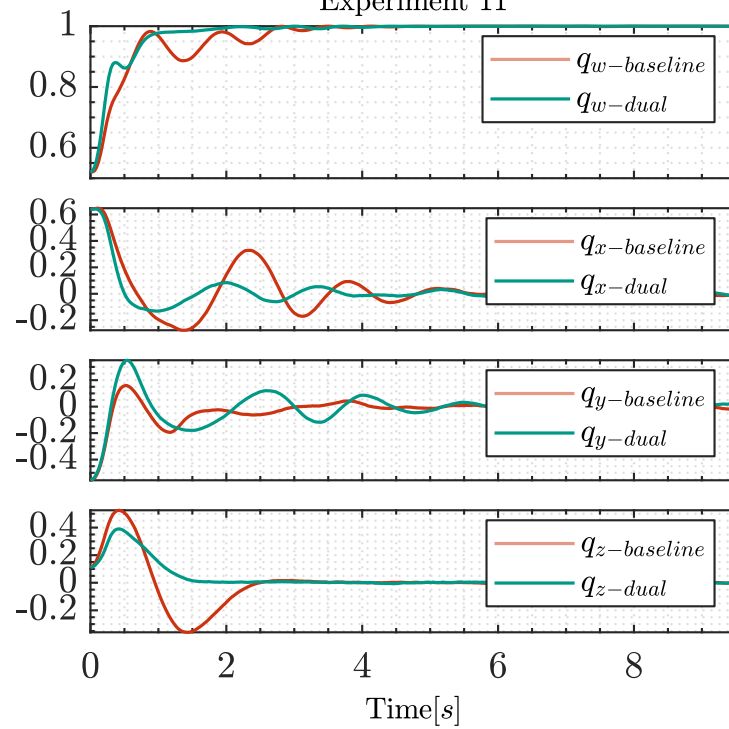 Experiment 11
1
0.8
0.6
q_{w-baseline}
q_{w-dual}
0.6
0.4
0.2
0
-0.2
q_{x-baseline}
q_{x-dual}
0.2
0
-0.2
-0.4
q_{y-baseline}
q_{y-dual}
0.4
0.2
0
-0.2
q_{z-baseline}
q_{z-dual}
0 2 4 6 8
Time[s]